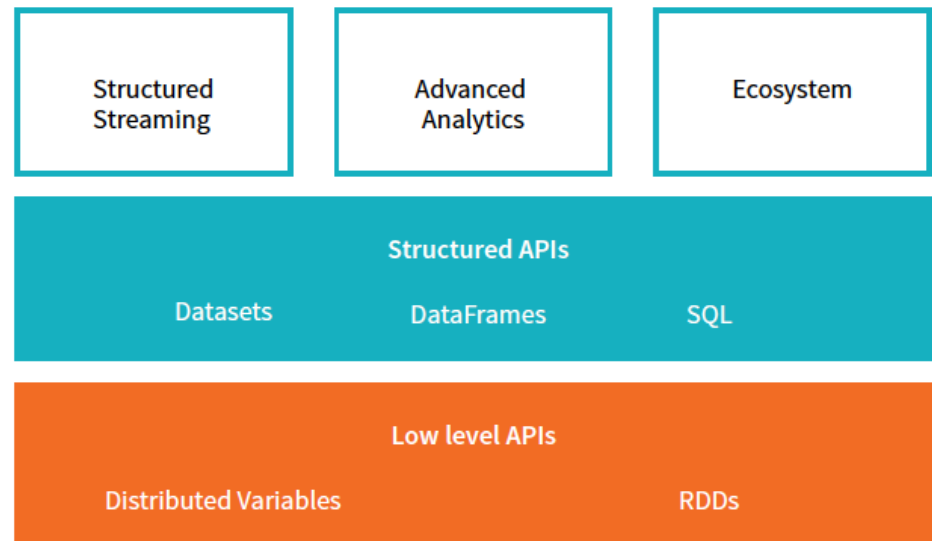 Structured
Streaming
Advanced
Analytics
Ecosystem
Structured APIs
Datasets
DataFrames
SQL
Low level APIs
Distributed Variables
RDDs